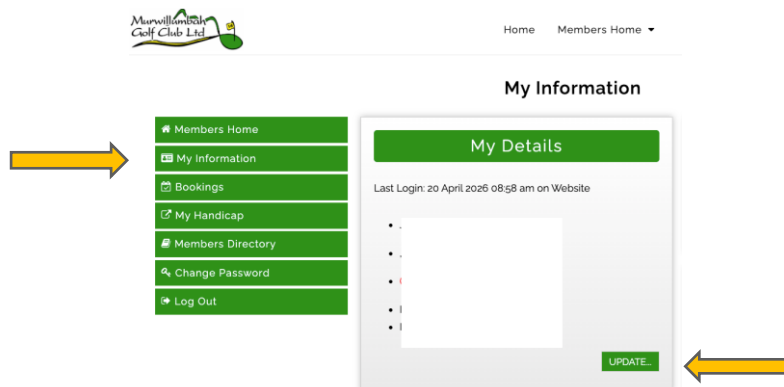 Murwillumbah
Golf Club Ltd
Home Members Home
My Information
Members Home
My Information
Bookings
My Handicap
Members Directory
Change Password
Log Out
My Details
Last Login: 20 April 2026 08:58 am on Website
UPDATE...